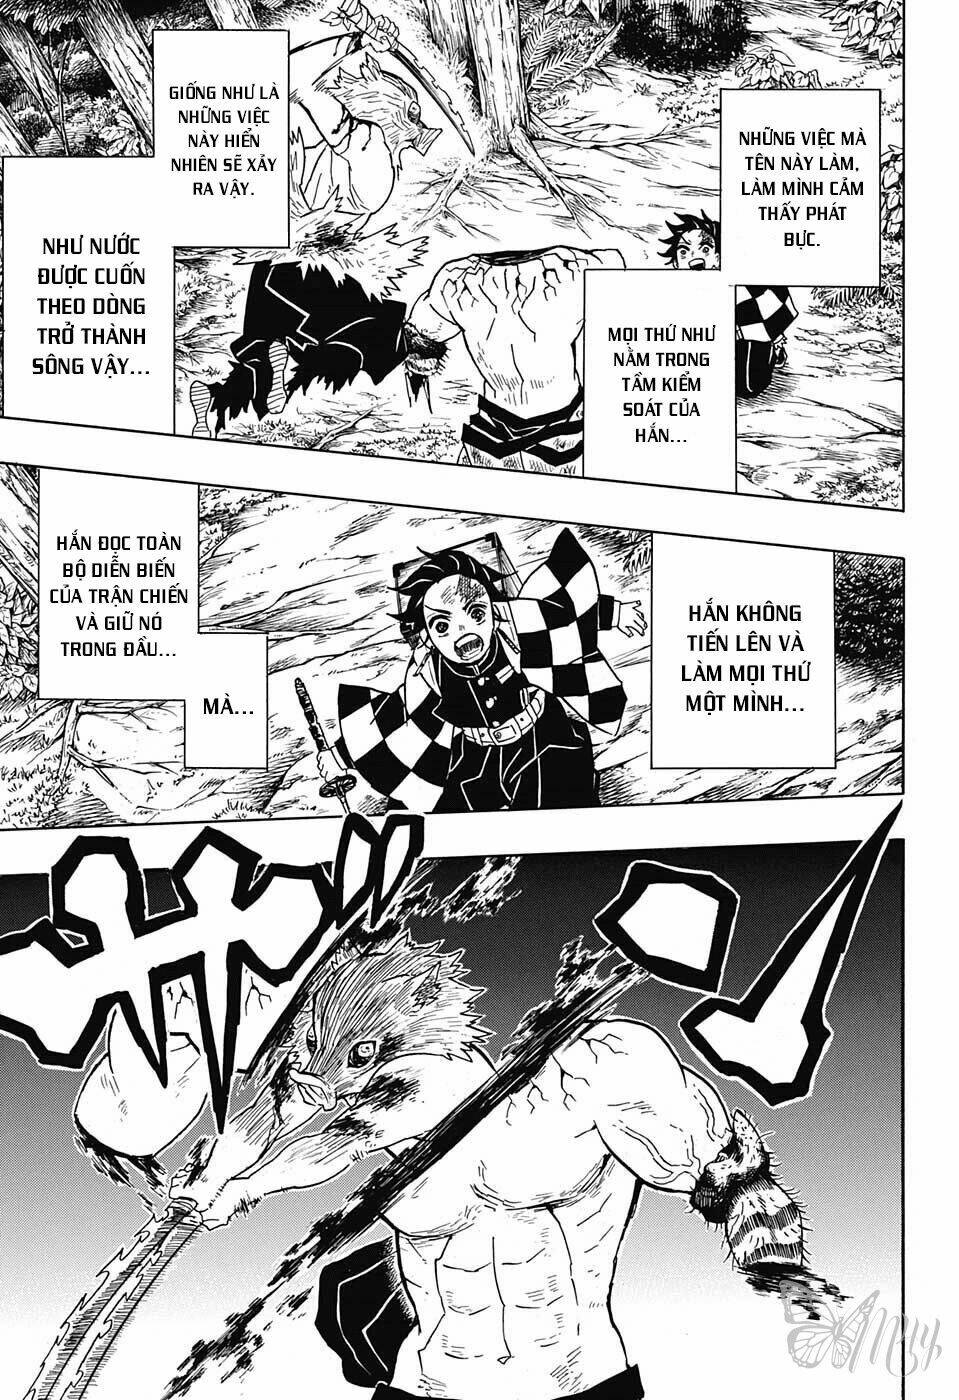 NHỮNG VIỆC MÀ
TÊN NÀY LÀM,
LÀM MÌNH CẢM
THẤY PHÁT
BỰC.
MỌI THỨ NHƯ
NẰM TRONG
TẦM KIỂM
SOÁT CỦA
HẮN...
GIỐNG NHƯ LÀ
NHỮNG VIỆC
NÀY HIỂN
NHIÊN SẼ XẢY
RA VẬY.
NHƯ NƯỚC
ĐƯỢC CUỐN
THEO DÒNG
TRỞ THÀNH
SÔNG VẬY...
HẮN KHÔNG
TIẾN LÊN VÀ
LÀM MỌI THỨ
MỘT MÌNH...
HẮN ĐỌC TOÀN
BỘ DIỄN BIẾN
CỦA TRẬN CHIẾN
VÀ GIỮ NÓ
TRONG ĐẦU...
MÀ...